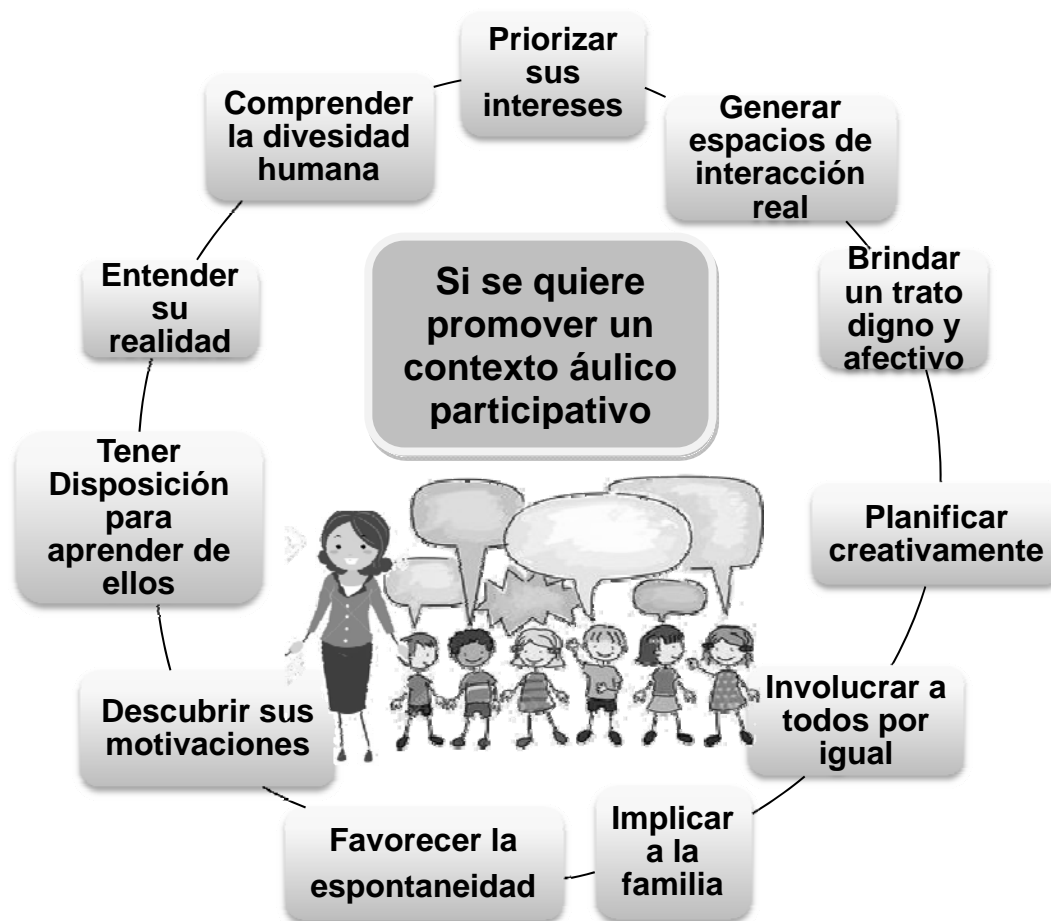 Priorizar
sus
intereses
Generar
espacios de
interacción
real
Brindar
un trato
digno y
afectivo
Planificar
creativamente
Involucrar a
todos por
igual
Implicar
a la
familia
Favorecer la
espontaneidad
Descubrir sus
motivaciones
Tener
Disposición
para
aprender de
ellos
Entender
su
realidad
Comprender
la divesidad
humana
Si se quiere
promover un
contexto áulico
participativo